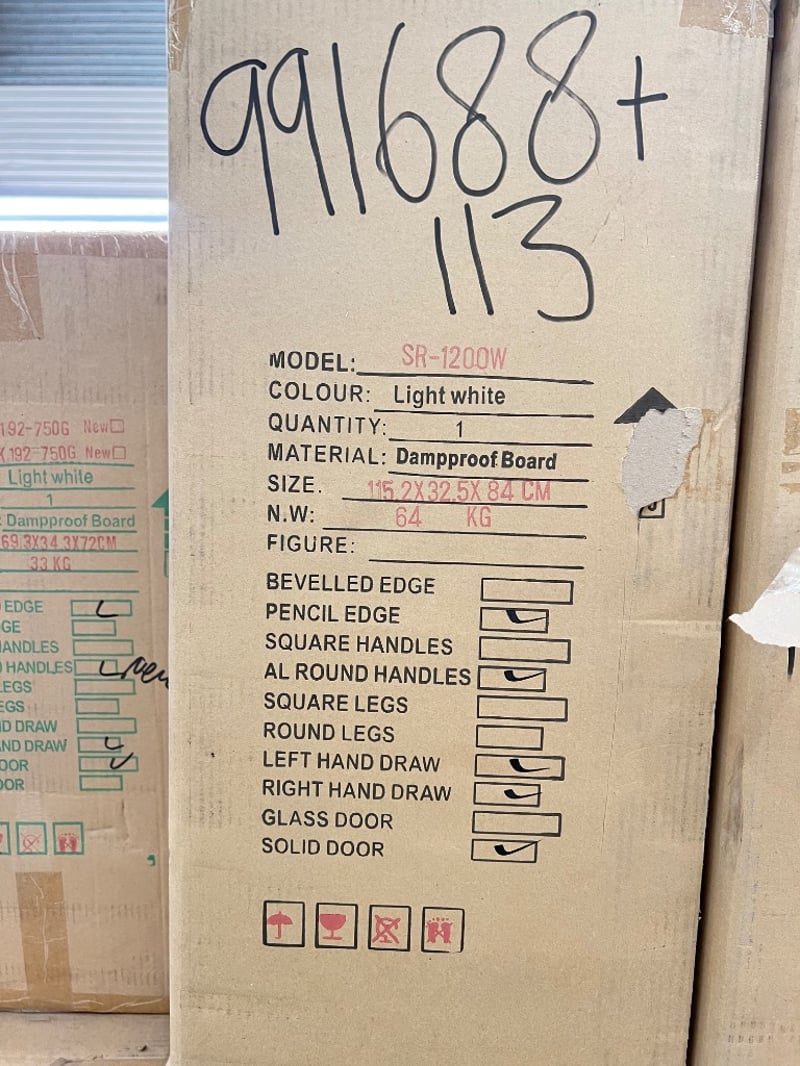 991688+
113
MODEL: SR-1200W
COLOUR: Light white
QUANTITY: 1
MATERIAL: Dampproof Board
SIZE. 115.2X32.5X 84 CM
N.W: 64 KG
FIGURE:
BEVELLED EDGE
PENCIL EDGE
SQUARE HANDLES
AL ROUND HANDLES
SQUARE LEGS
ROUND LEGS
LEFT HAND DRAW
RIGHT HAND DRAW
GLASS DOOR
SOLID DOOR
192-750G New
192-750G New
Light white
1
Dampproof Board
69.3X34.3X72CM
33 KG
EDGE
GE
HANDLES
HANDLES
LEGS
EGS
ND DRAW
AND DRAW
OOR
OOR